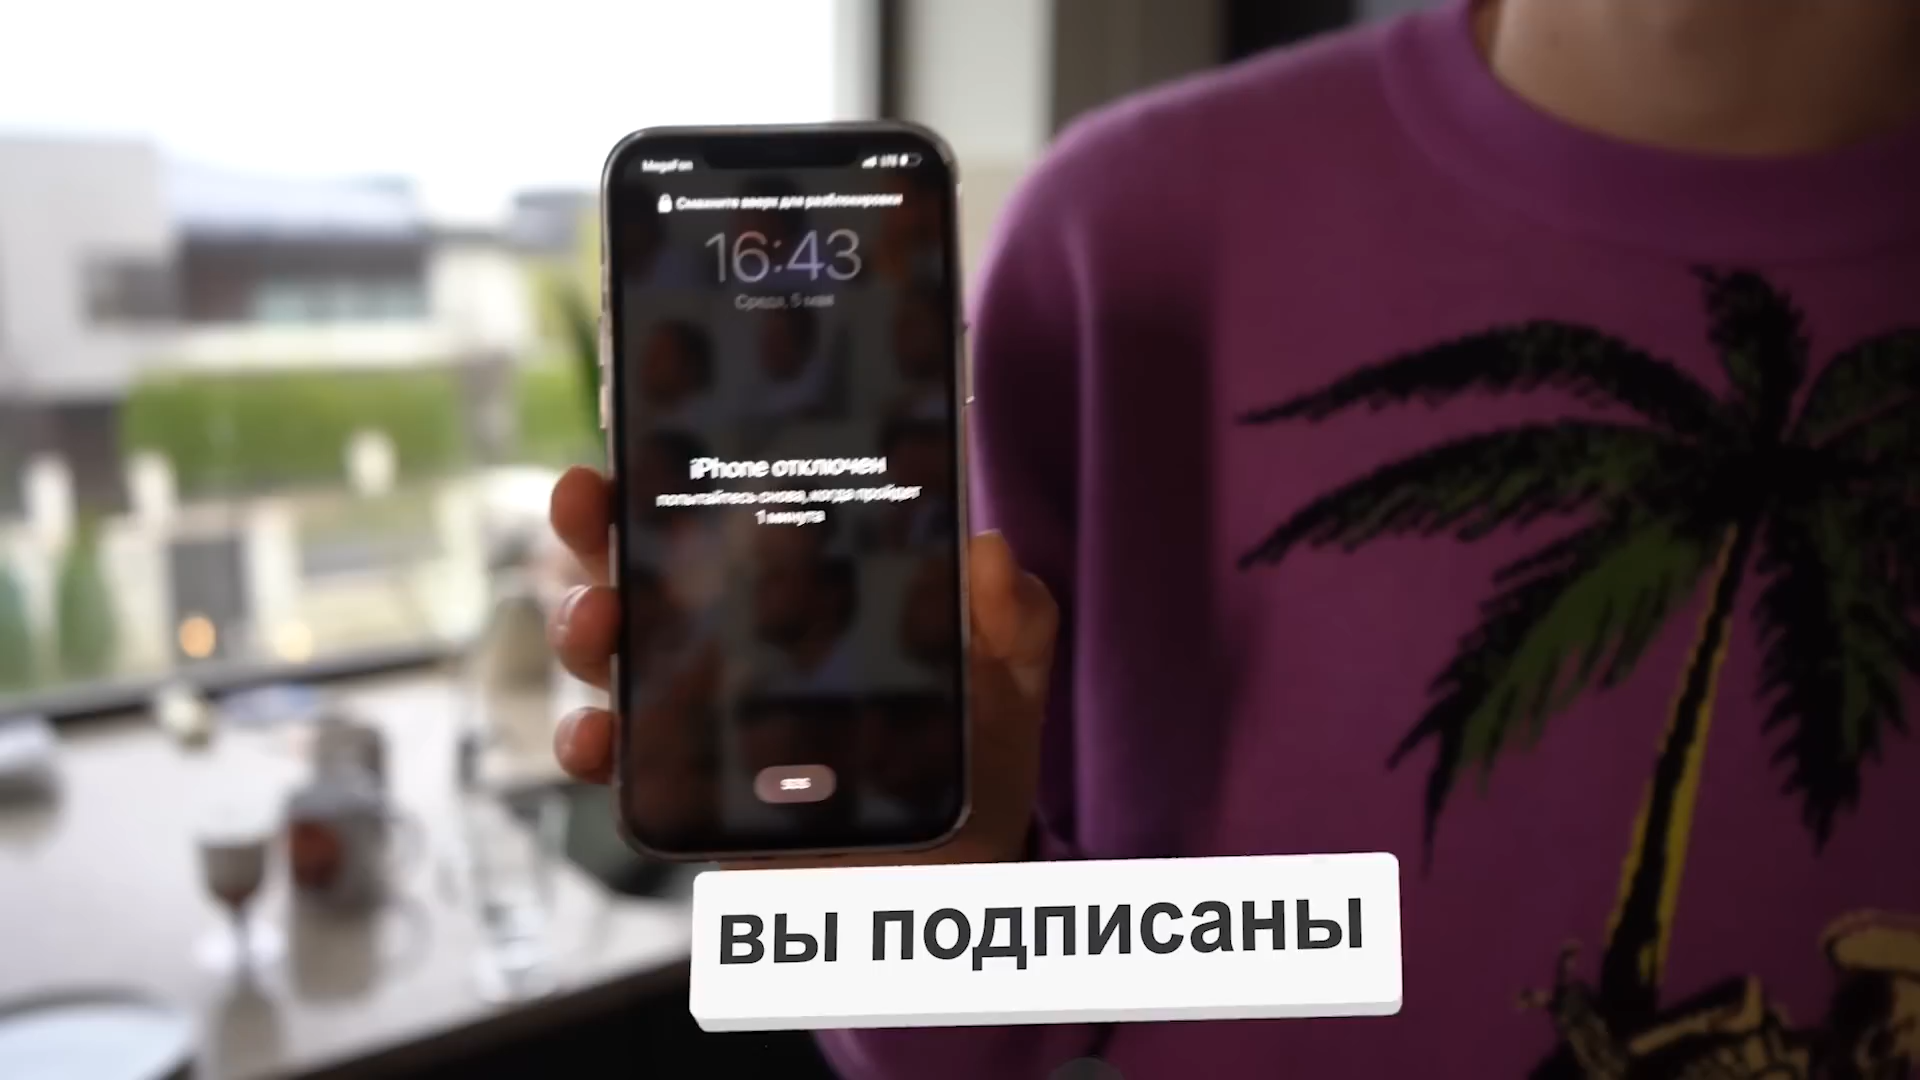 MegaFon
LTE
Смахните вверх для разблокировки
16:43
Среда, 5 мая
iPhone отключен
попытайтесь снова, когда пройдет
1 минута
SOS
вы подписаны